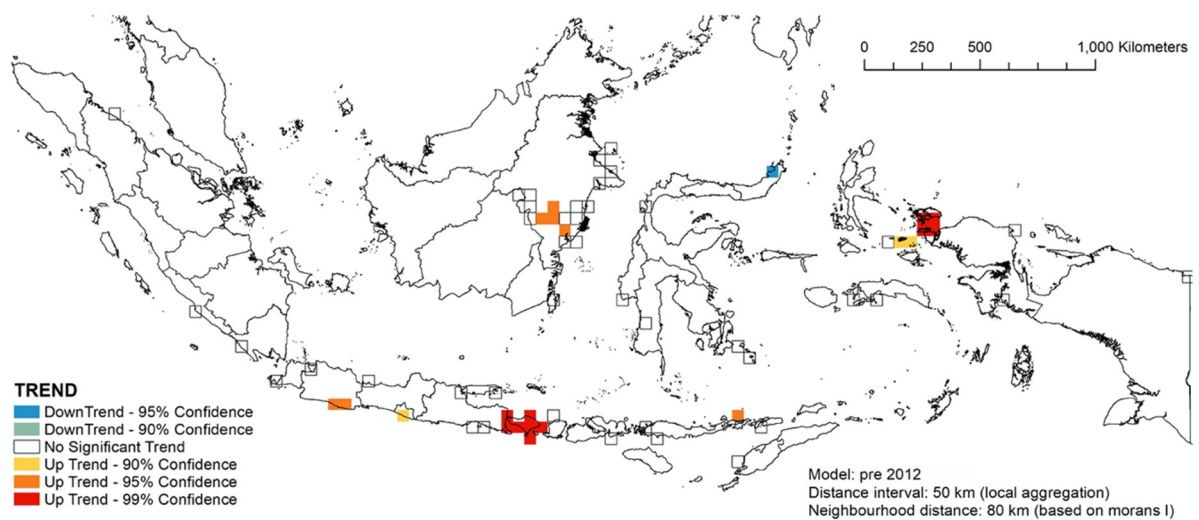 0 250 500 1,000 Kilometers
TREND
DownTrend - 95% Confidence
DownTrend - 90% Confidence
No Significant Trend
Up Trend - 90% Confidence
Up Trend - 95% Confidence
Up Trend - 99% Confidence
Model: pre 2012
Distance interval: 50 km (local aggregation)
Neighbourhood distance: 80 km (based on morans I)